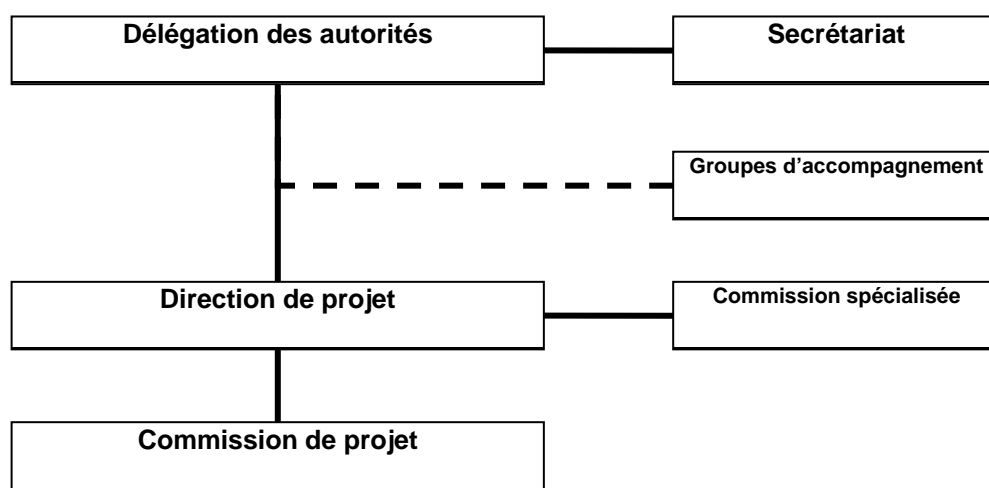 Délégation des autorités
Secrétariat
Groupes d’accompagnement
Direction de projet
Commission spécialisée
Commission de projet